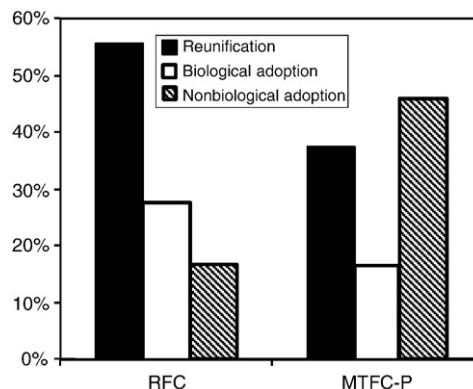 60%
50%
40%
30%
20%
10%
0%
Reunification
Biological adoption
Nonbiological adoption
RFC
MTFC-P